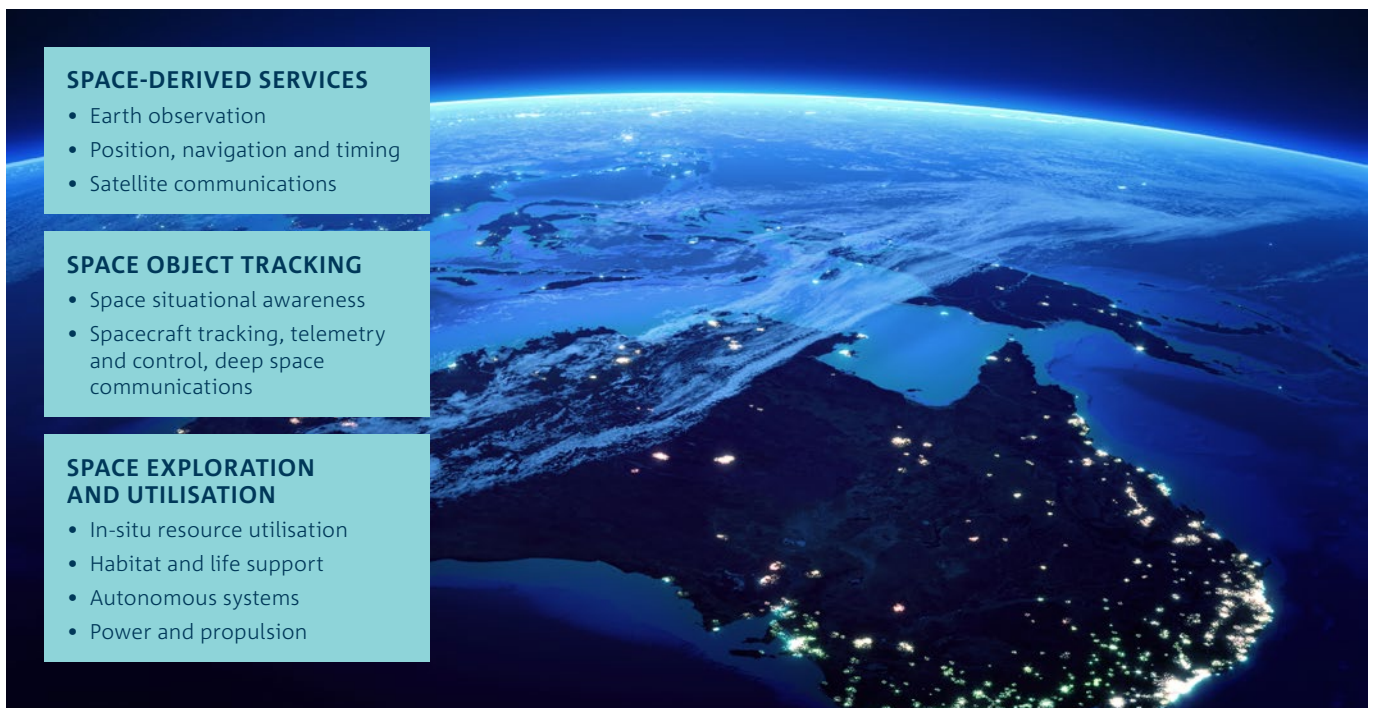 SPACE-DERIVED SERVICES
• Earth observation
• Position, navigation and timing
• Satellite communications
SPACE OBJECT TRACKING
• Space situational awareness
• Spacecraft tracking, telemetry
and control, deep space
communications
SPACE EXPLORATION
AND UTILISATION
• In-situ resource utilisation
• Habitat and life support
• Autonomous systems
• Power and propulsion